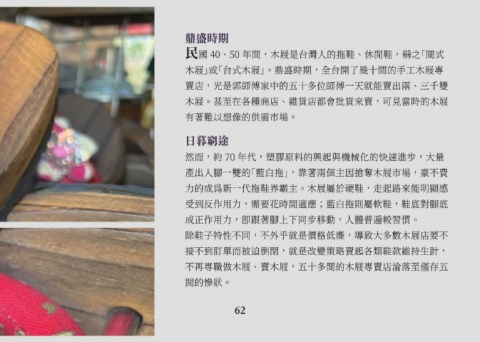 鼎盛時期
民國 40、50 年間，木屐是台灣人的拖鞋、休閒鞋，稱之「閩式
木屐」或「台式木屐」。鼎盛時期，全台開了幾十間的手工木屐專
賣店，光是郭師傅家中的五十多位師傅一天就能賣出兩、三千雙
木屐。甚至在各種商店、雜貨店都會批貨來賣，可見當時的木屐
有著難以想像的供需市場。
日暮窮途
然而，約 70 年代，塑膠原料的興起與機械化的快速進步，大量
產出人腳一雙的「藍白拖」，靠著兩個主因搶奪木屐市場，毫不費
力的成爲新一代拖鞋界霸主。木屐屬於硬鞋，走起路來能明顯感
受到反作用力，需要花時間適應；藍白拖則屬軟鞋，鞋底對腳底
成正作用力，卽跟著腳上下同步移動，人體普遍較習慣。
除鞋子特性不同，不外乎就是價格低廉，導致大多數木屐店要不
接不到訂單而被迫倒閉，就是改變策略賣起各類鞋款維持生計，
不再專職做木屐、賣木屐，五十多間的木屐專賣店淪落至僅存五
間的慘狀。
62